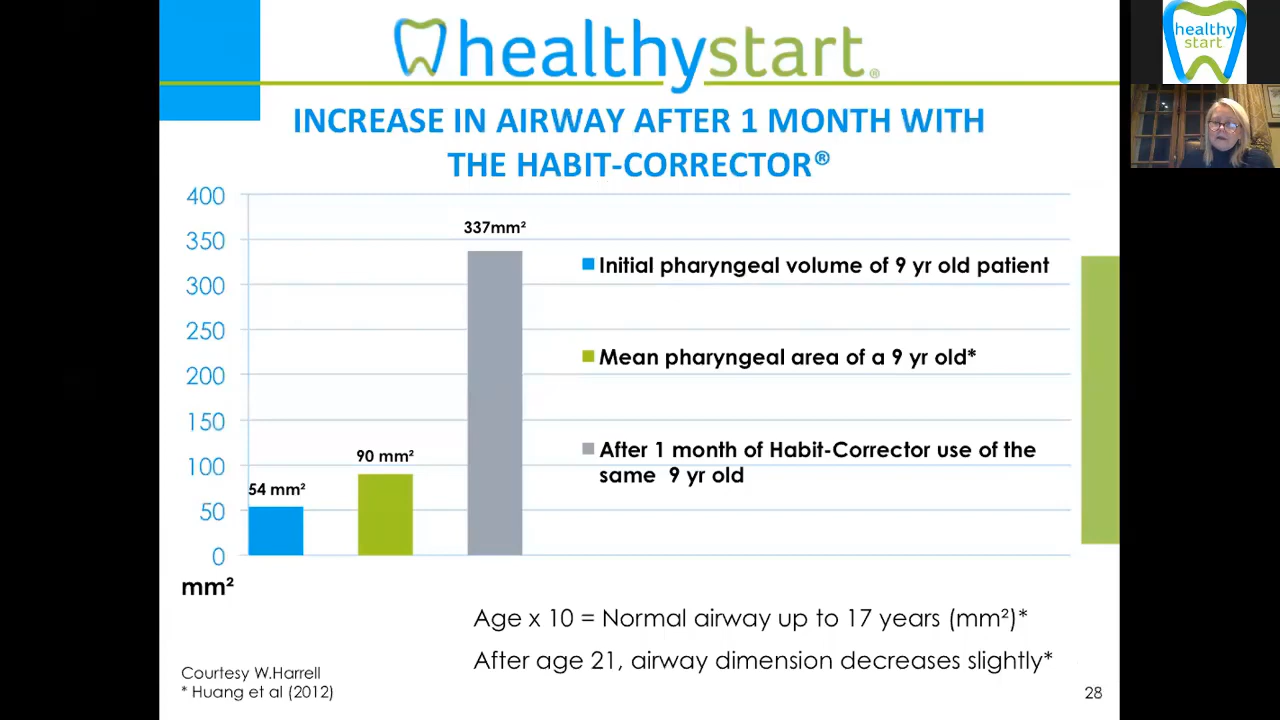 healthystart®
INCREASE IN AIRWAY AFTER 1 MONTH WITH
THE HABIT-CORRECTOR®
400
350
300
250
200
150
100
50
0
mm²
54 mm²
90 mm²
337mm²
Initial pharyngeal volume of 9 yr old patient
Mean pharyngeal area of a 9 yr old*
After 1 month of Habit-Corrector use of the
same 9 yr old
Age x 10 = Normal airway up to 17 years (mm²)*
After age 21, airway dimension decreases slightly*
Courtesy W.Harrell
* Huang et al (2012)
28
healthy
start